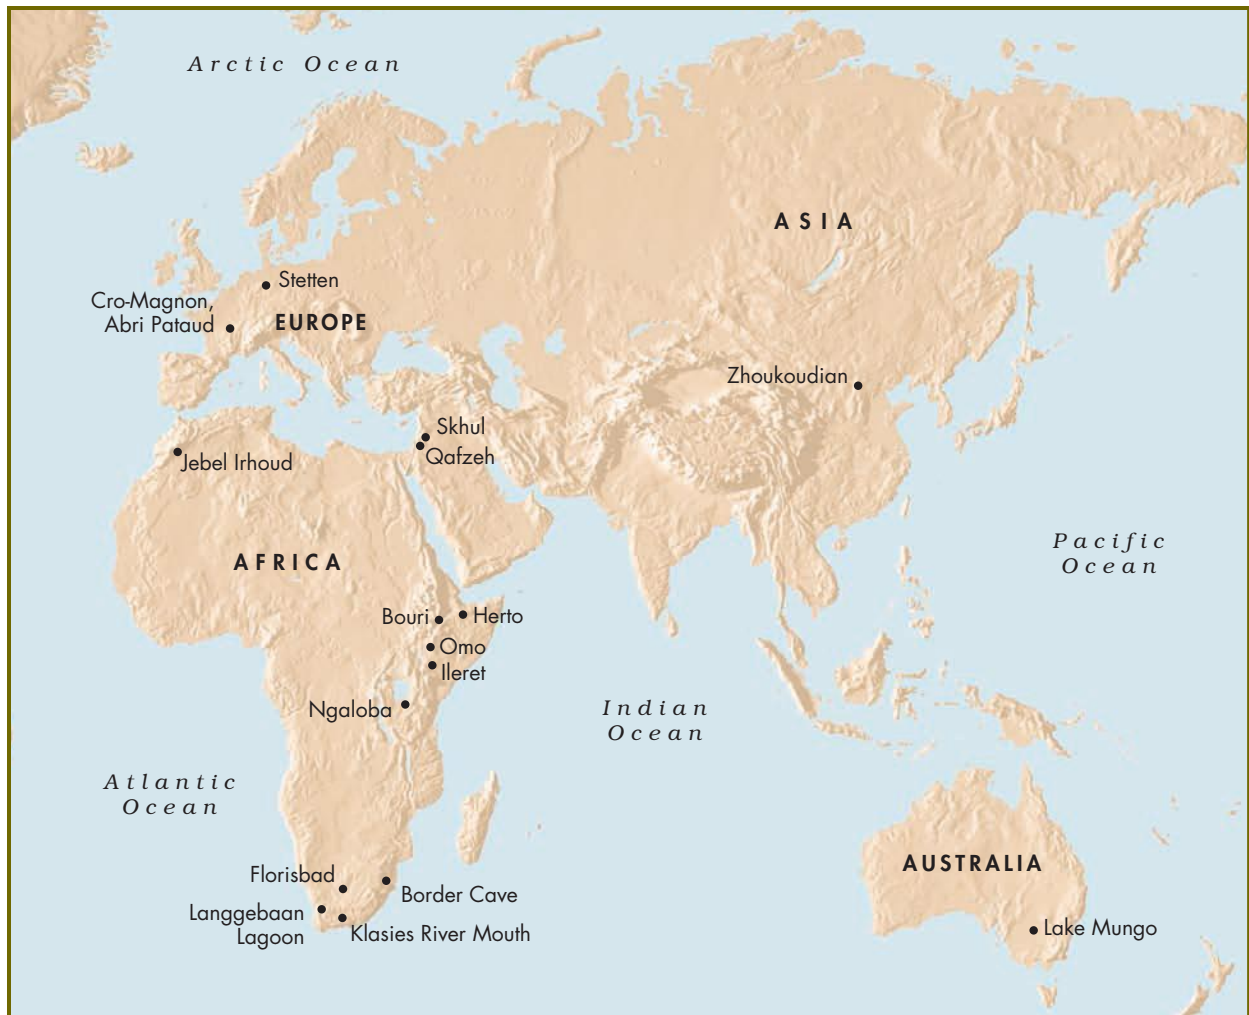 Arctic Ocean
ASIA
Stetten
Cro-Magnon,
Abri Pataud
EUROPE
Zhoukoudian
Skhul
Qafzeh
Jebel Irhoud
Pacific
Ocean
AFRICA
Bouri
Herto
Omo
Ileret
Ngaloba
Indian
Ocean
Atlantic
Ocean
AUSTRALIA
Florisbad
Border Cave
Langgebaan
Lagoon
Klasies River Mouth
Lake Mungo